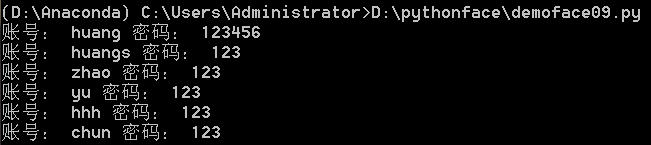 (D:\Anaconda) C:\Users\Administrator>D:\pythonface\demoface09.py
账号： huang 密码： 123456
账号： huangs 密码： 123
账号： zhao 密码： 123
账号： yu 密码： 123
账号： hhh 密码： 123
账号： chun 密码： 123